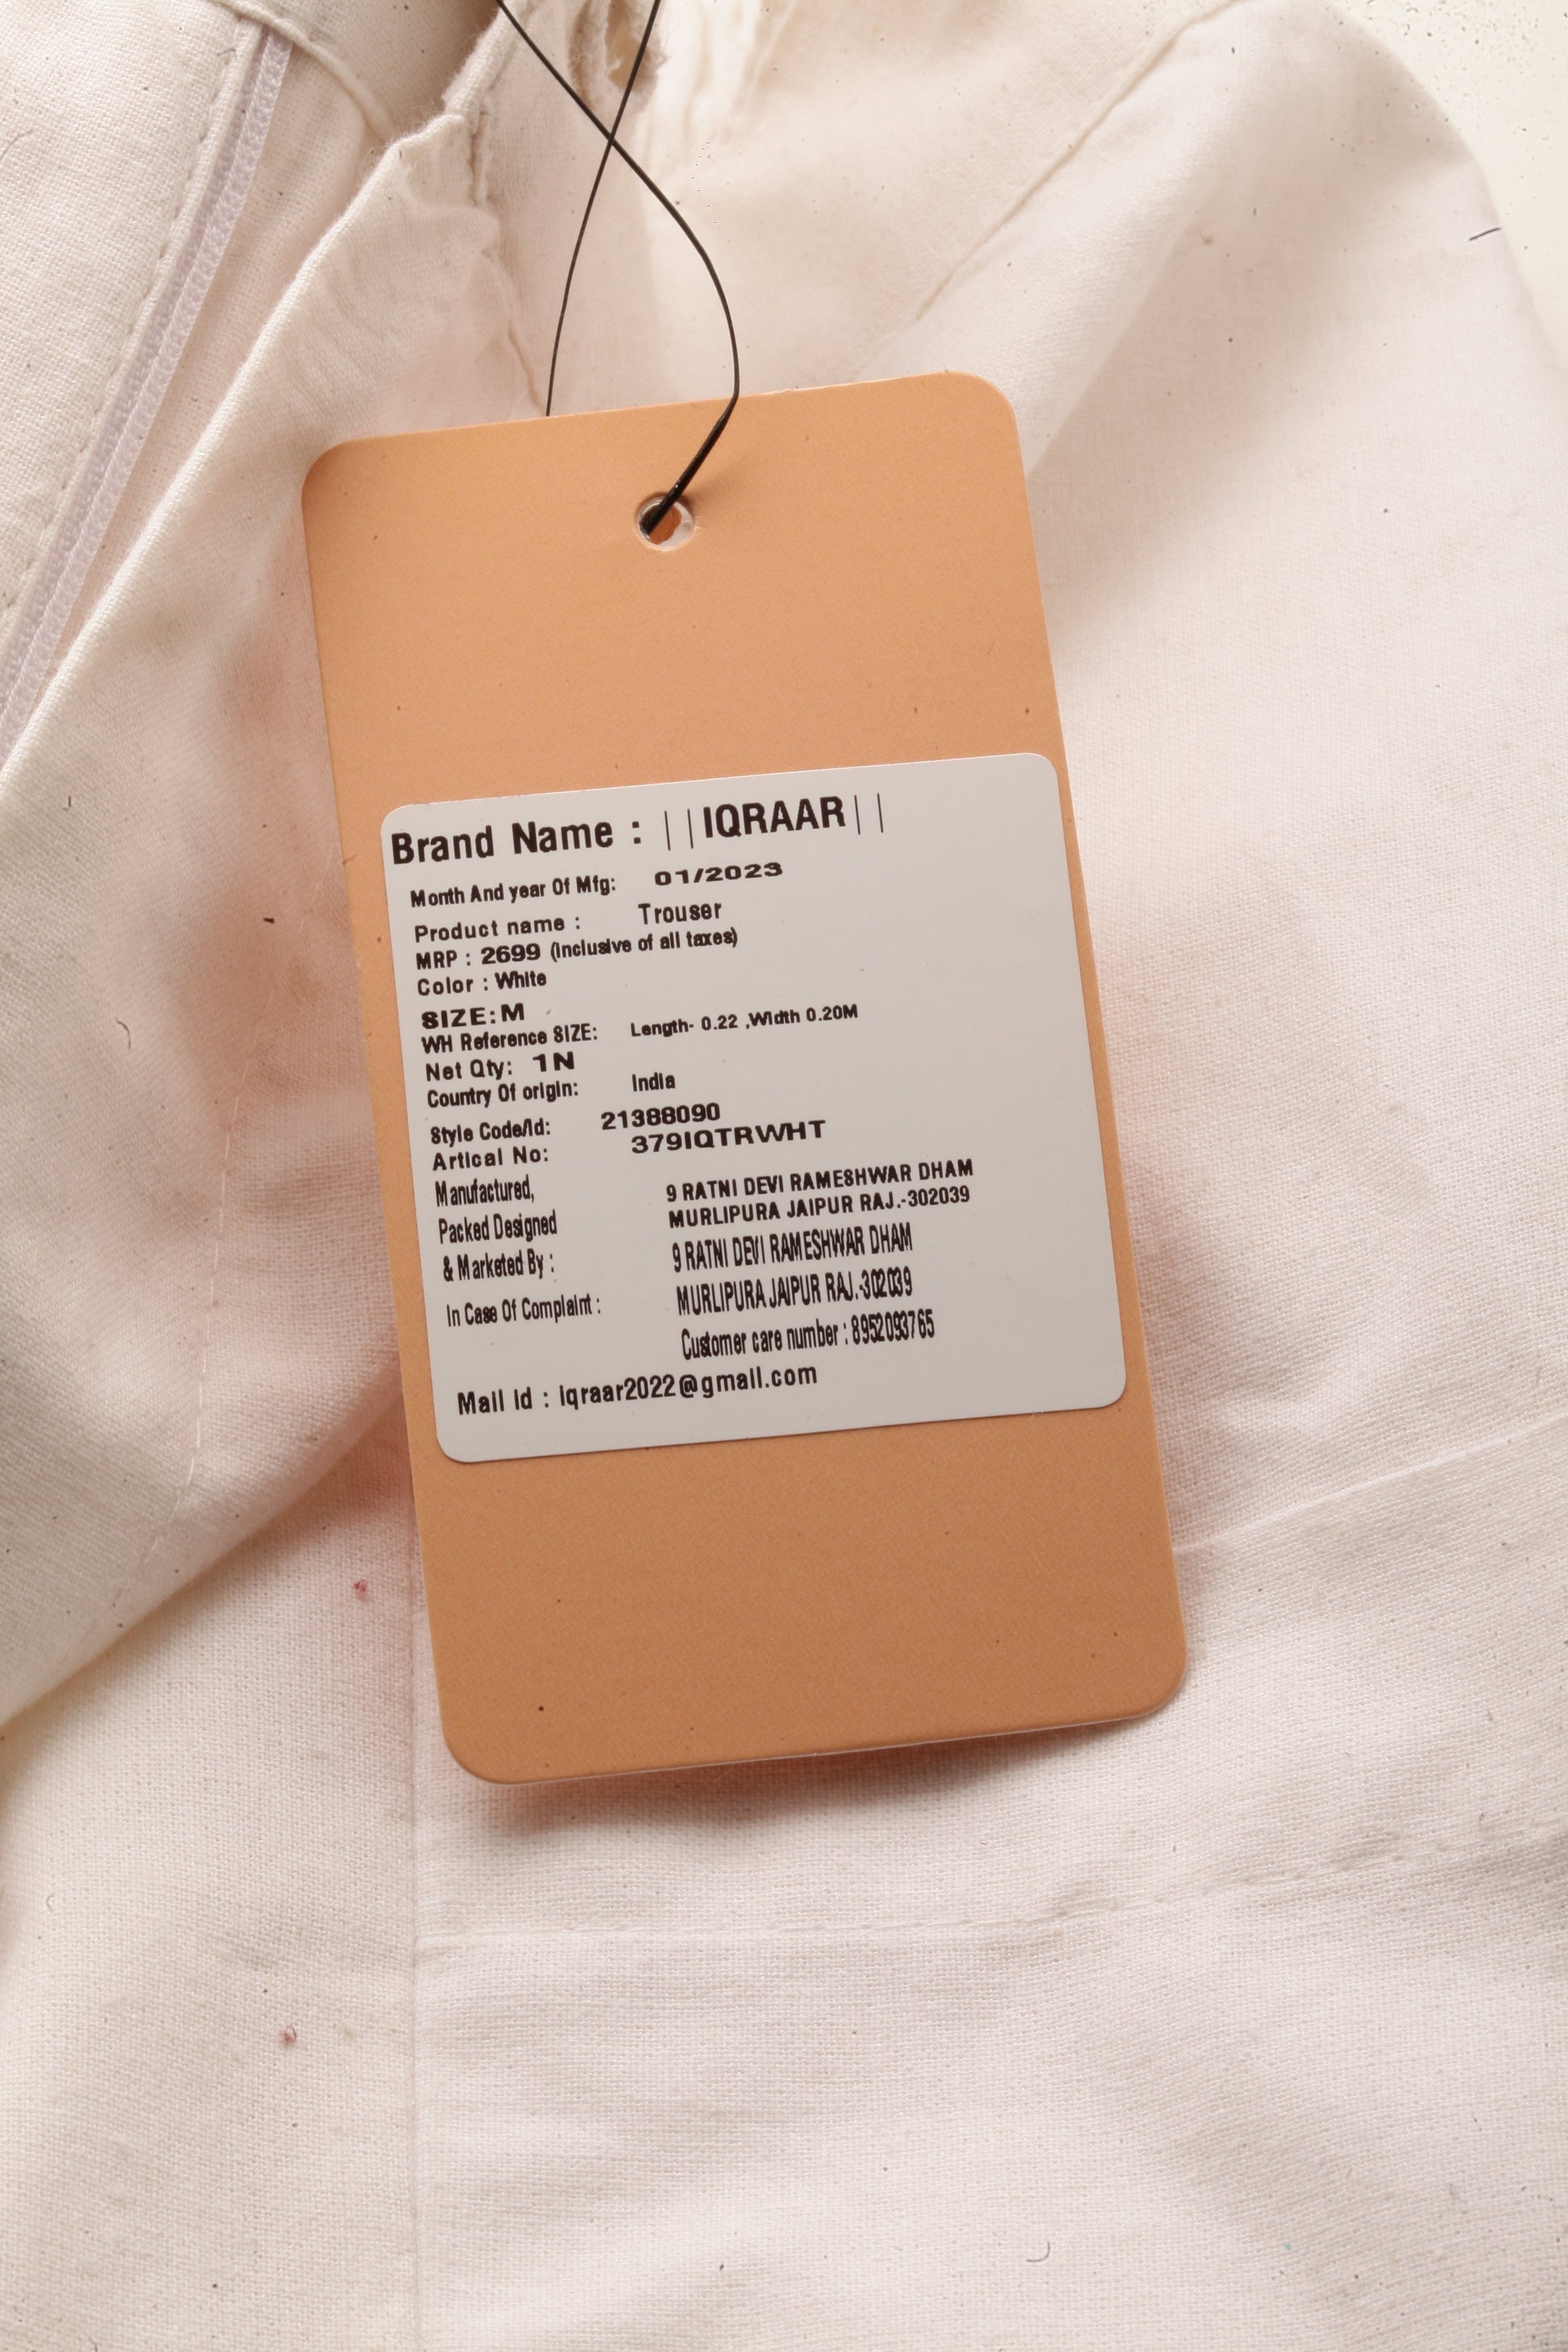 Brand Name : ||IQRAAR||
Month And year Of Mfg: 01/2023
Product name : Trouser
MRP : 2699 (Inclusive of all taxes)
Color : White
SIZE:M
WH Reference SIZE: Length- 0.22 ,Width 0.20M
Net Qty: 1N
Country Of origin: India
Style Code/Id: 21388090
Artical No: 379IQTRWHT
Manufactured, 9 RATNI DEVI RAMESHWAR DHAM
Packed Designed MURLIPURA JAIPUR RAJ.-302039
& Marketed By : 9 RATNI DEVI RAMESHWAR DHAM
In Case Of Complaint : MURLIPURA JAIPUR RAJ.-302039
Customer care number : 8952093765
Mail Id : Iqraar2022@gmail.com